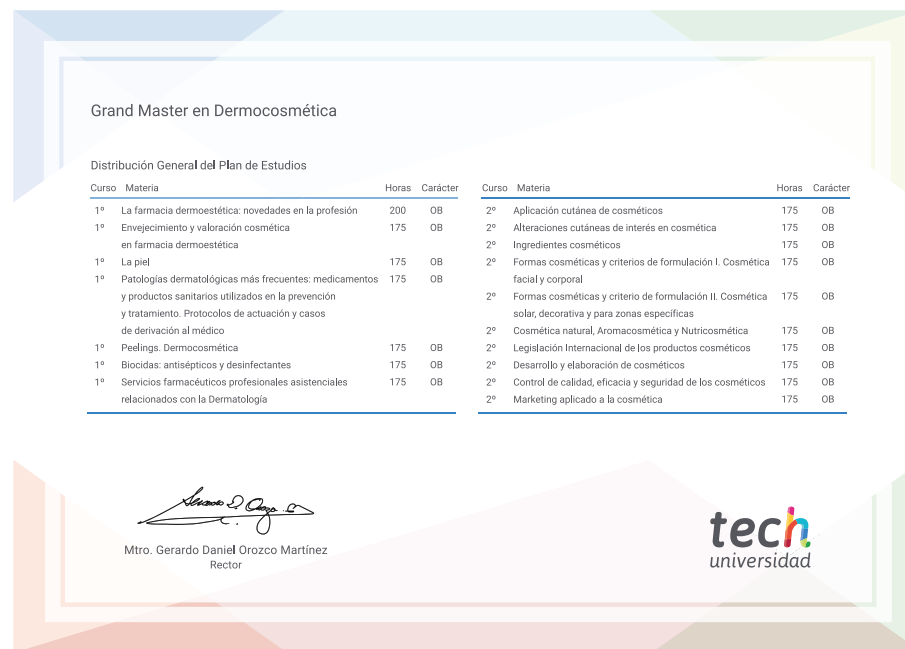 Grand Master en Dermocosmética
Distribución General del Plan de Estudios
Curso Materia Horas Carácter
1º La farmacia dermoestética: novedades en la profesión 200 OB
1º Envejecimiento y valoración cosmética 175 OB
en farmacia dermoestética
1º La piel 175 OB
1º Patologías dermatológicas más frecuentes: medicamentos 175 OB
y productos sanitarios utilizados en la prevención
y tratamiento. Protocolos de actuación y casos
de derivación al médico
1º Peelings. Dermocosmética 175 OB
1º Biocidas: antisépticos y desinfectantes 175 OB
1º Servicios farmacéuticos profesionales asistenciales 175 OB
relacionados con la Dermatología
Curso Materia Horas Carácter
2º Aplicación cutánea de cosméticos 175 OB
2º Alteraciones cutáneas de interés en cosmética 175 OB
2º Ingredientes cosméticos 175 OB
2º Formas cosméticas y criterios de formulación I. Cosmética 175 OB
facial y corporal
2º Formas cosméticas y criterio de formulación II. Cosmética 175 OB
solar, decorativa y para zonas específicas
2º Cosmética natural, Aromacosmética y Nutricosmética 175 OB
2º Legislación Internacional de los productos cosméticos 175 OB
2º Desarrollo y elaboración de cosméticos 175 OB
2º Control de calidad, eficacia y seguridad de los cosméticos 175 OB
2º Marketing aplicado a la cosmética 175 OB
Mtro. Gerardo Daniel Orozco Martínez
Rector
tech
universidad